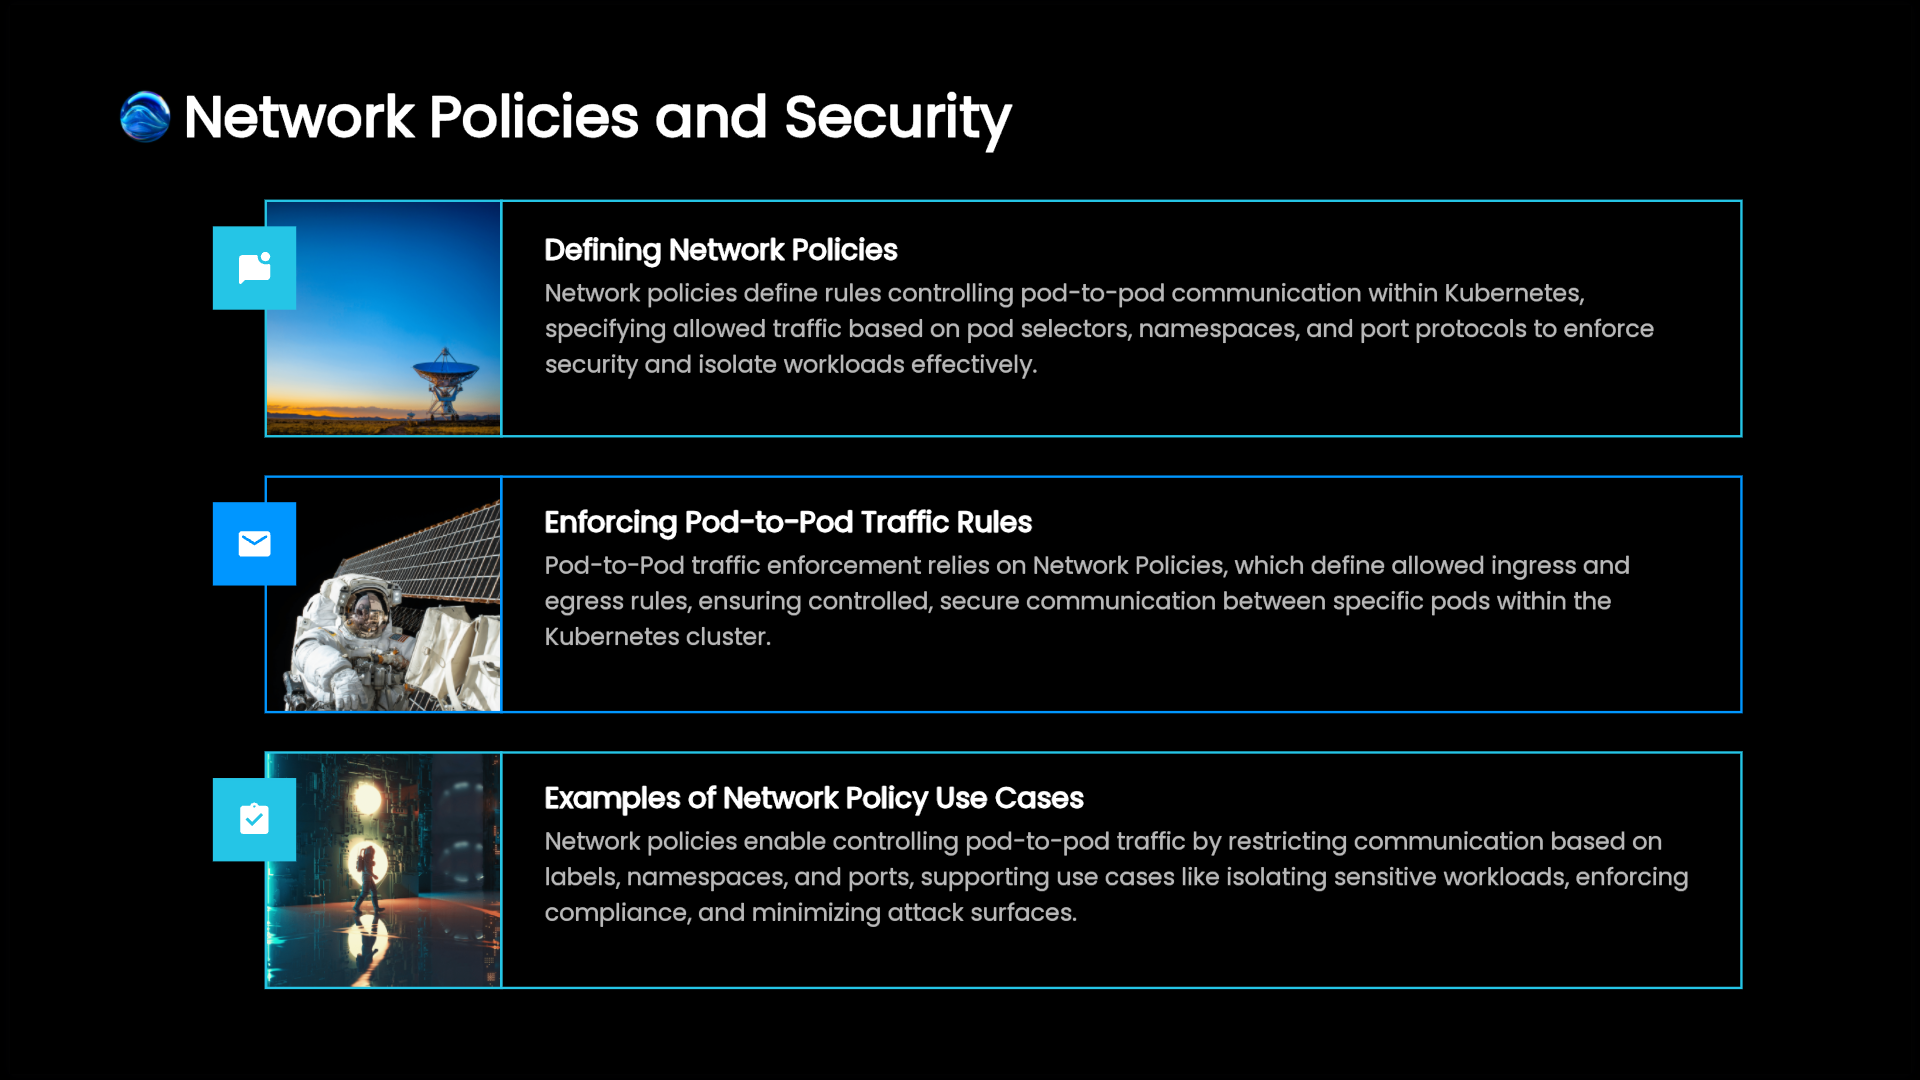 Network Policies and Security
Defining Network Policies
Network policies define rules controlling pod-to-pod communication within Kubernetes,
specifying allowed traffic based on pod selectors, namespaces, and port protocols to enforce
security and isolate workloads effectively.
Enforcing Pod-to-Pod Traffic Rules
Pod-to-Pod traffic enforcement relies on Network Policies, which define allowed ingress and
egress rules, ensuring controlled, secure communication between specific pods within the
Kubernetes cluster.
Examples of Network Policy Use Cases
Network policies enable controlling pod-to-pod traffic by restricting communication based on
labels, namespaces, and ports, supporting use cases like isolating sensitive workloads, enforcing
compliance, and minimizing attack surfaces.